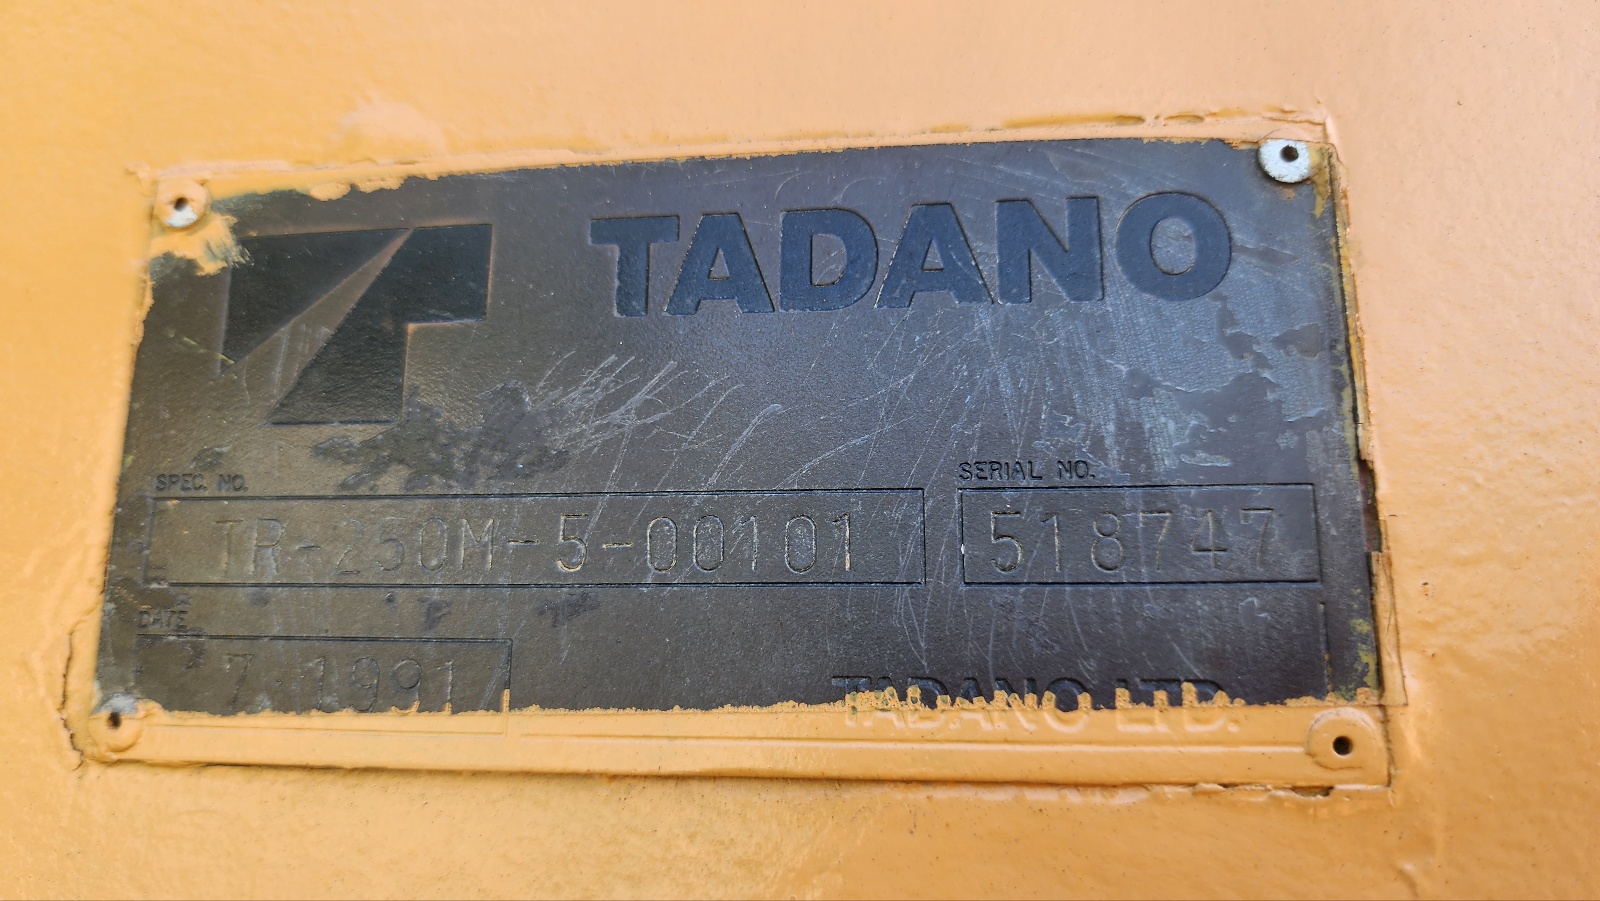 TADANO
SPEC. NO.
TR-250M-5-00101
SERIAL NO.
518747
DATE
7 1991
TADANO LTD.